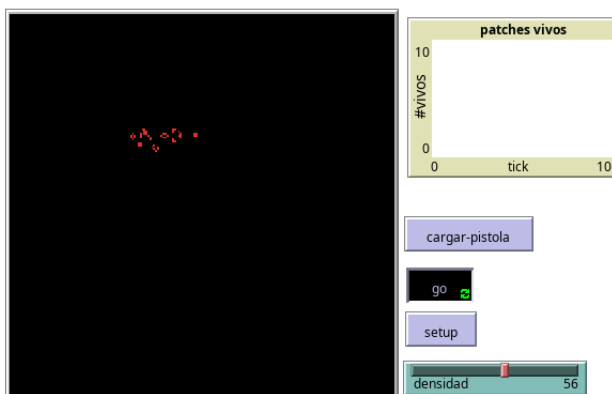 patches vivos
10
#vivos
0
0
tick
10
cargar-pistola
go
setup
densidad
56